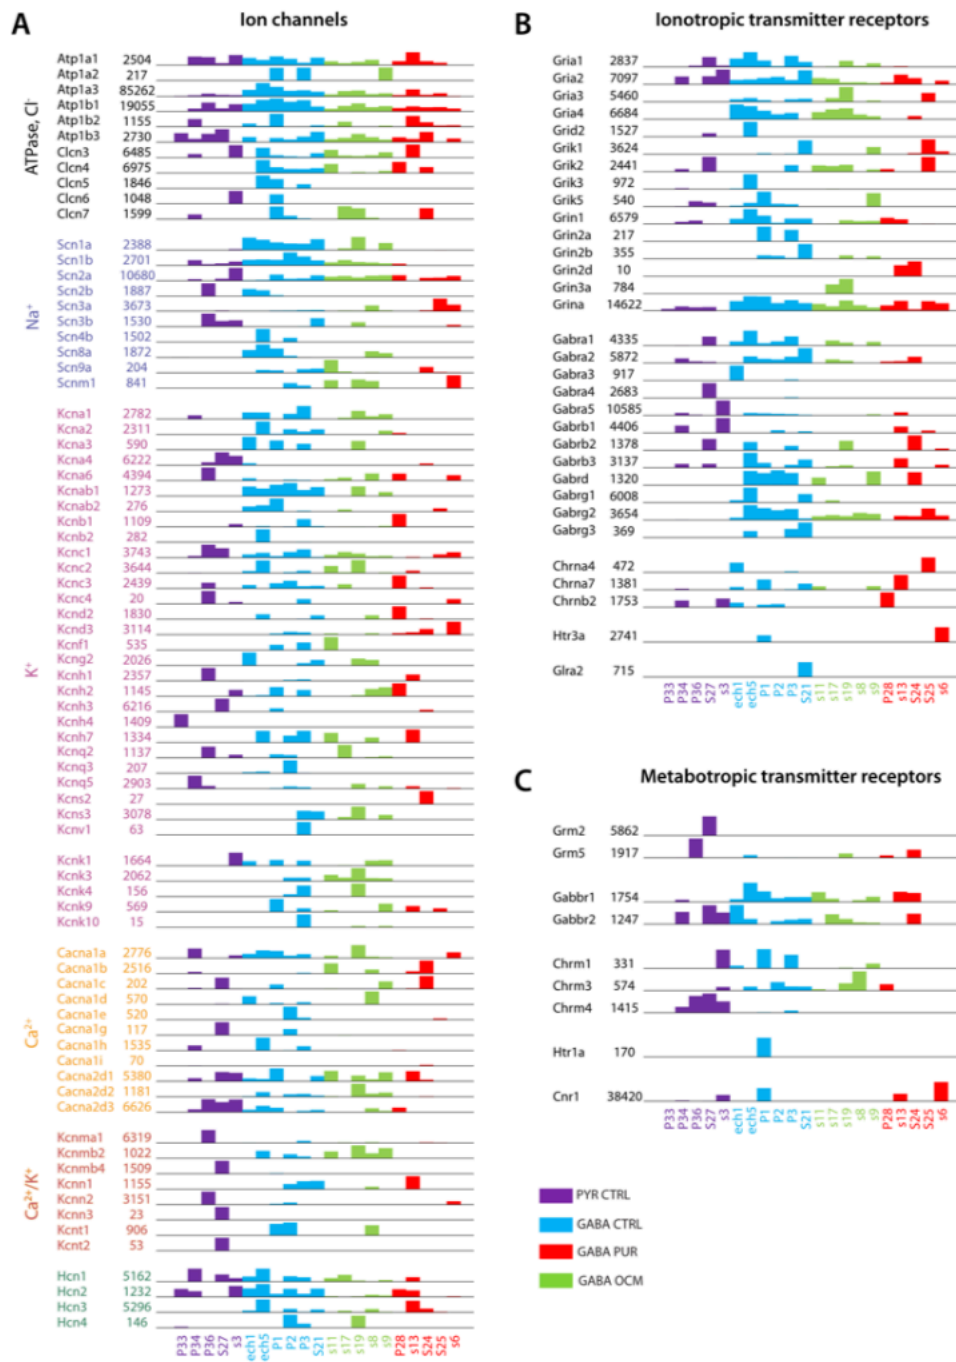 A Ion channels
ATPase, Cl-
Atp1a1 2504
Atp1a2 217
Atp1a3 85262
Atp1b1 19055
Atp1b2 1155
Atp1b3 2730
Clcn3 6485
Clcn4 6975
Clcn5 1846
Clcn6 1048
Clcn7 1599
Na+
Scn1a 2388
Scn1b 2701
Scn2a 10680
Scn2b 1887
Scn3a 3673
Scn3b 1530
Scn4b 1502
Scn8a 1872
Scn9a 204
Scnm1 841
K+
Kcna1 2782
Kcna2 2311
Kcna3 590
Kcna4 6222
Kcna6 4394
Kcnab1 1273
Kcnab2 276
Kcnb1 1109
Kcnb2 282
Kcnc1 3743
Kcnc2 3644
Kcnc3 2439
Kcnc4 20
Kcnd2 1830
Kcnd3 3114
Kcnf1 535
Kcng2 2026
Kcnh1 2357
Kcnh2 1145
Kcnh3 6216
Kcnh4 1409
Kcnh7 1334
Kcnq2 1137
Kcnq3 207
Kcnq5 2903
Kcns2 27
Kcns3 3078
Kcnv1 63
Kcnk1 1664
Kcnk3 2062
Kcnk4 156
Kcnk9 569
Kcnk10 15
Ca2+
Cacna1a 2776
Cacna1b 2516
Cacna1c 202
Cacna1d 570
Cacna1e 520
Cacna1g 117
Cacna1h 1535
Cacna1i 70
Cacna2d1 5380
Cacna2d2 1181
Cacna2d3 6626
Ca2+/K+
Kcnma1 6319
Kcnmb2 1022
Kcnmb4 1509
Kcnn1 1155
Kcnn2 3151
Kcnn3 23
Kcnt1 906
Kcnt2 53
Hcn1 5162
Hcn2 1232
Hcn3 5296
Hcn4 146
P33 P34 P36 S27 s3 ech1 ech5 P1 P2 P3 S21 s11 s17 s19 s8 s9 P28 s13 S24 S25 s6
B Ionotropic transmitter receptors
Gria1 2837
Gria2 7097
Gria3 5460
Gria4 6684
Grid2 1527
Grik1 3624
Grik2 2441
Grik3 972
Grik5 540
Grin1 6579
Grin2a 217
Grin2b 355
Grin2d 10
Grin3a 784
Grina 14622
Gabra1 4335
Gabra2 5872
Gabra3 917
Gabra4 2683
Gabra5 10585
Gabrb1 4406
Gabrb2 1378
Gabrb3 3137
Gabrd 1320
Gabrg1 6008
Gabrg2 3654
Gabrg3 369
Chrna4 472
Chrna7 1381
Chrnb2 1753
Htr3a 2741
Glra2 715
P33 P34 P36 S27 s3 ech1 ech5 P1 P2 P3 S21 s11 s17 s19 s8 s9 P28 s13 S24 S25 s6
C Metabotropic transmitter receptors
Grm2 5862
Grm5 1917
Gabbr1 1754
Gabbr2 1247
Chrm1 331
Chrm3 574
Chrm4 1415
Htr1a 170
Cnr1 38420
P33 P34 P36 S27 s3 ech1 ech5 P1 P2 P3 S21 s11 s17 s19 s8 s9 P28 s13 S24 S25 s6
PYR CTRL
GABA CTRL
GABA PUR
GABA OCM